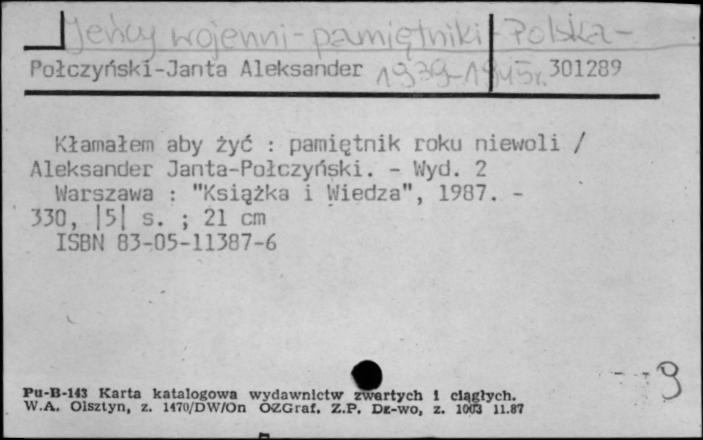 Jeńcy wojenni - pamiętniki - Polska -
1939-1945 r.
Połczyński-Janta Aleksander 301289
Kłamałem aby żyć : pamiętnik roku niewoli /
Aleksander Janta-Połczyński. - Wyd. 2
Warszawa : "Książka i Wiedza", 1987. -
330, |5| s. ; 21 cm
ISBN 83-05-11387-6
9
Pu-B-143 Karta katalogowa wydawnictw zwartych i ciągłych.
W.A. Olsztyn, z. 1470/DW/On OZGraf. Z.P. Dz-wo, z. 1003 11.87